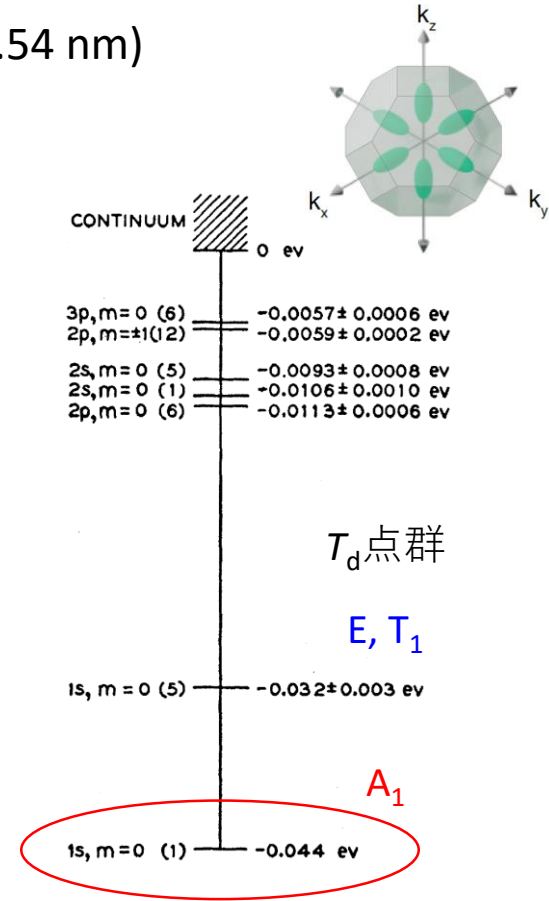 .54 nm)
k_z
k_x
k_y
CONTINUUM
0 ev
3p, m= 0 (6) -0.0057± 0.0006 ev
2p, m=±1(12) -0.0059± 0.0002 ev
2s, m= 0 (5) -0.0093± 0.0008 ev
2s, m= 0 (1) -0.0106± 0.0010 ev
2p, m= 0 (6) -0.0113± 0.0006 ev
T_d点群
E, T_1
1s, m = 0 (5) -0.032±0.003 ev
A_1
1s, m=0 (1) -0.044 ev